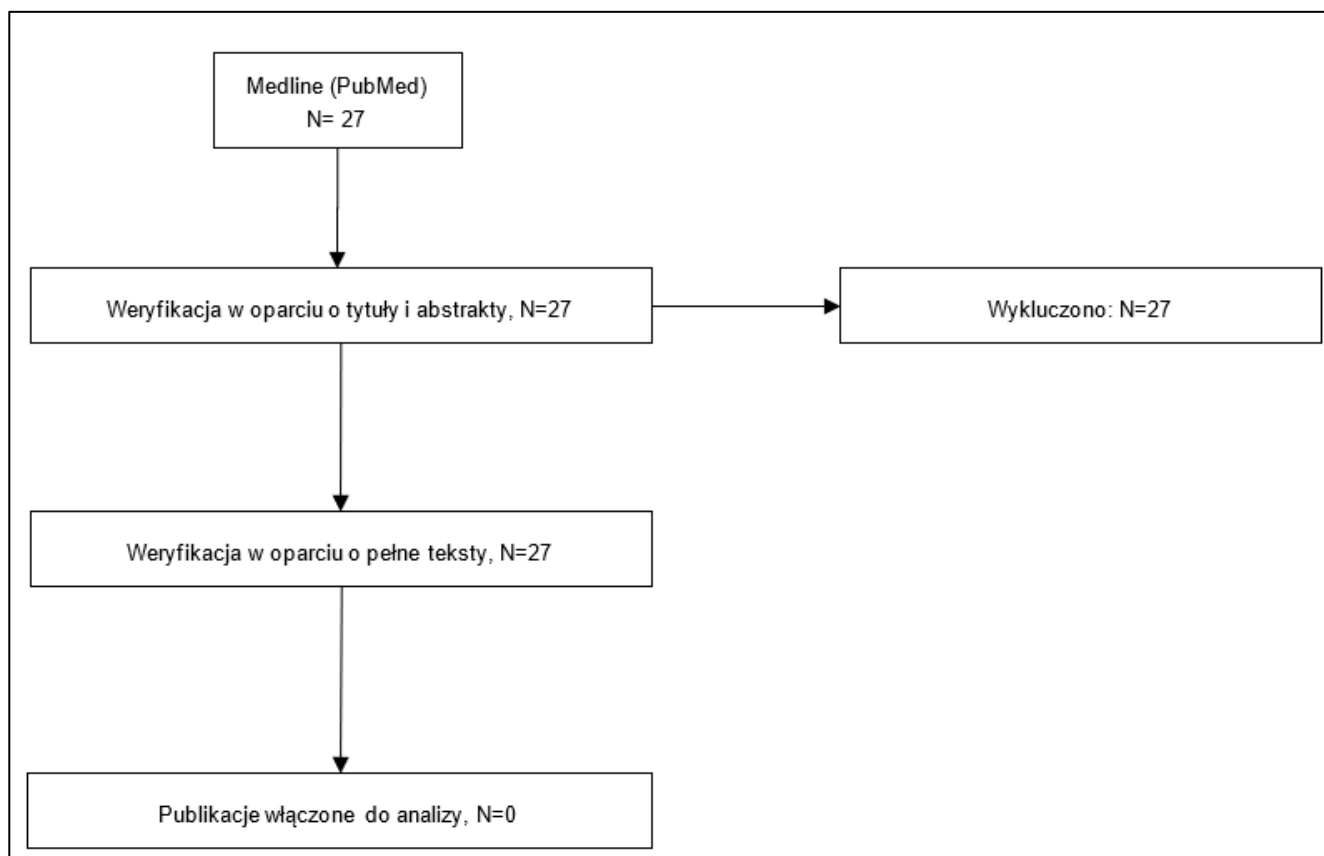 Medline (PubMed)
N= 27
Weryfikacja w oparciu o tytuły i abstrakty, N=27
Wykluczono: N=27
Weryfikacja w oparciu o pełne teksty, N=27
Publikacje włączone do analizy, N=0